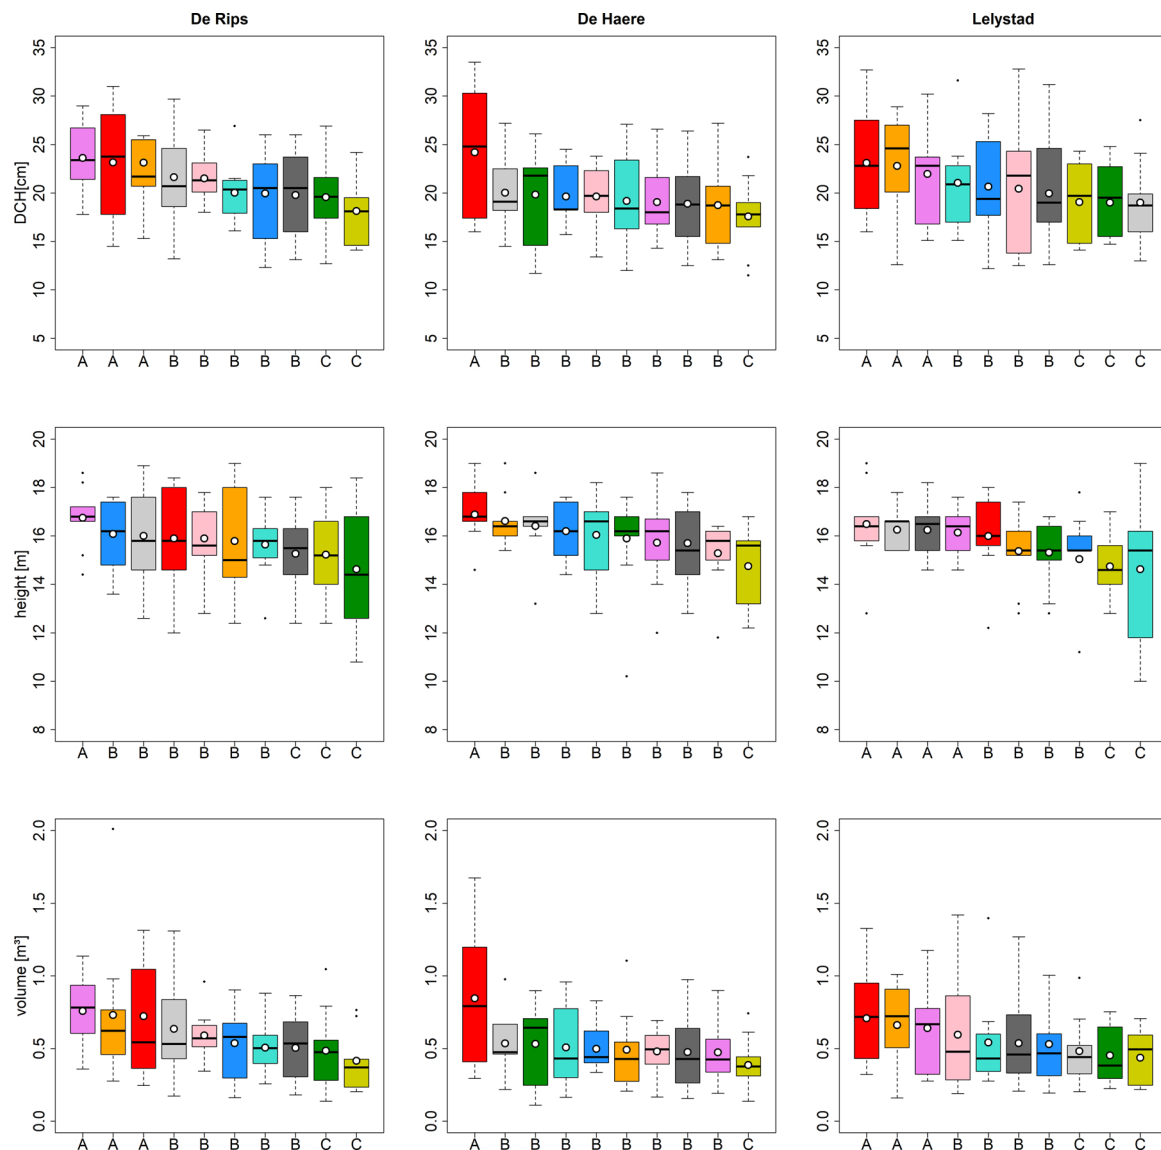 De Rips De Haere Lelystad
DCH[cm]
35 35 35
30 30 30
25 25 25
20 20 20
15 15 15
10 10 10
5 5 5
A A A B B B B B C C A B B B B B B B B C A A A B B B B C C C
height [m]
20 20 20
18 18 18
16 16 16
14 14 14
12 12 12
10 10 10
8 8 8
A B B B B B B C C C A B B B B B B B B C A A A A B B B B C C
volume [m³]
2.0 2.0 2.0
1.5 1.5 1.5
1.0 1.0 1.0
0.5 0.5 0.5
0.0 0.0 0.0
A A A B B B B B C C A B B B B B B B B C A A A B B B B C C C